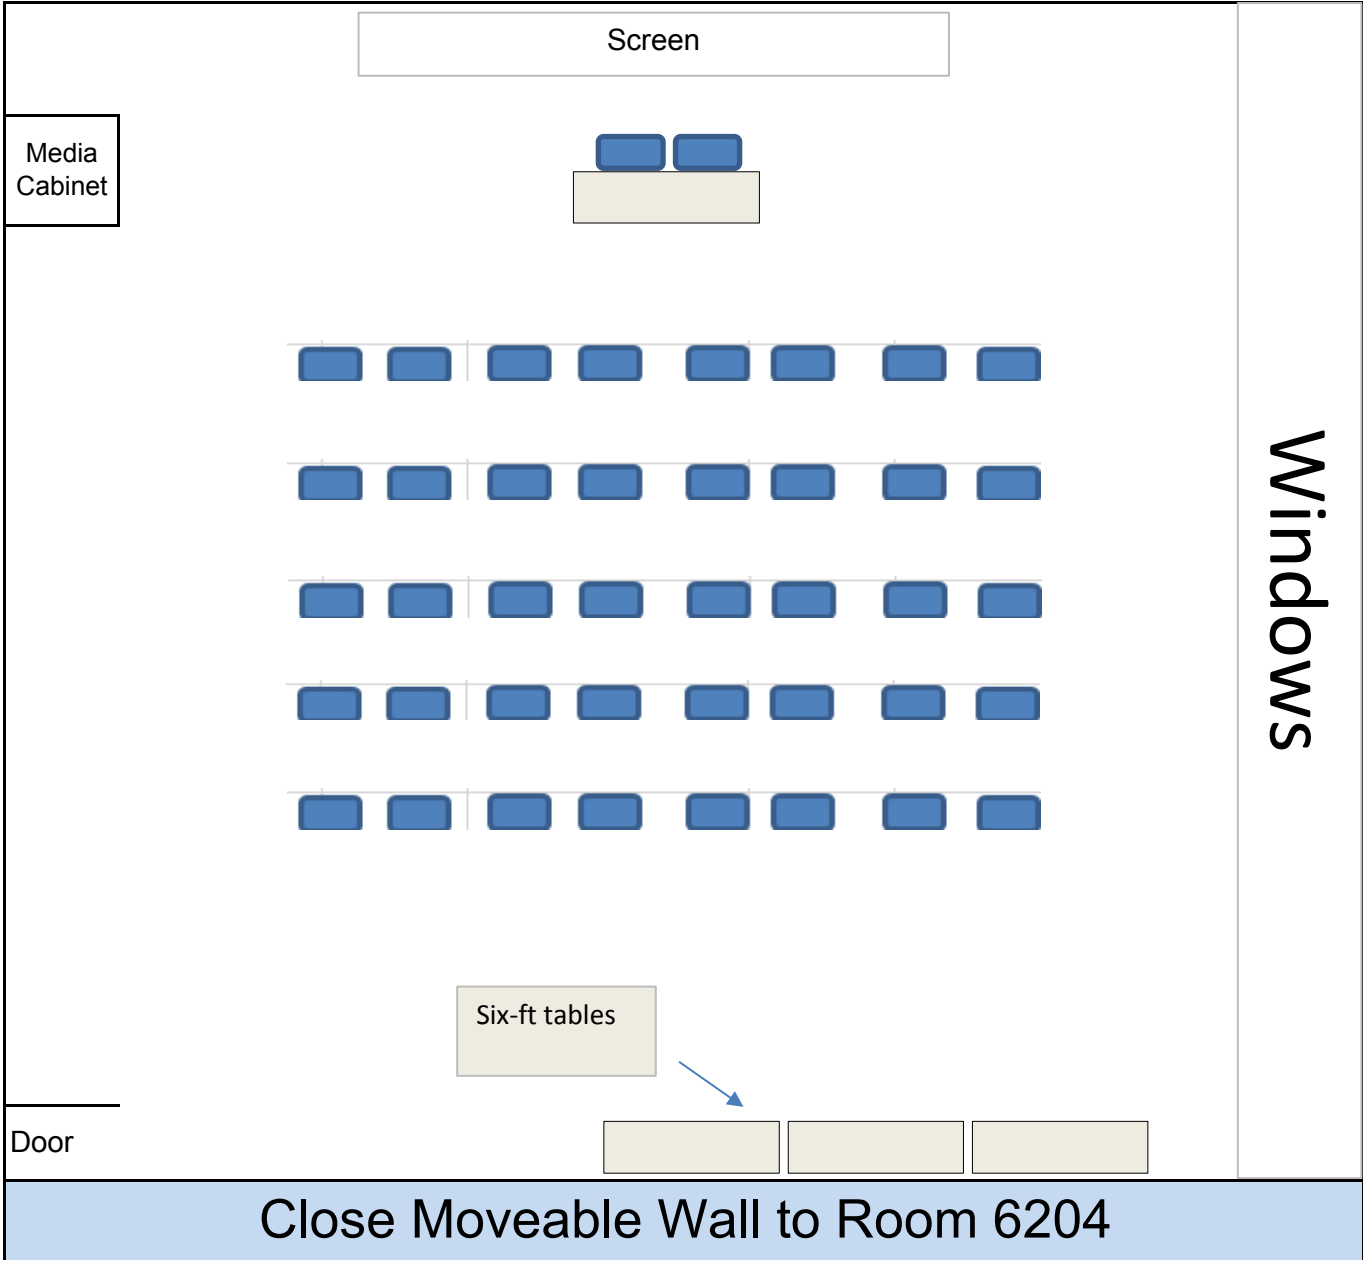 Screen
Media
Cabinet
Windows
Six-ft tables
Door
Close Moveable Wall to Room 6204